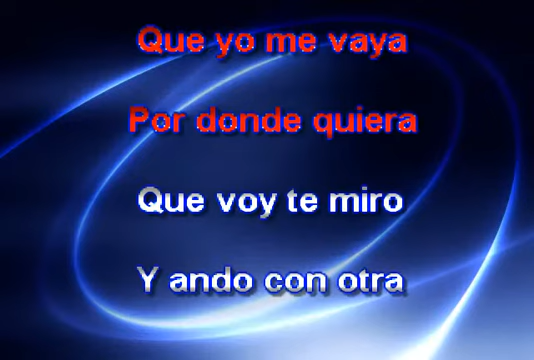 Que yo me vaya
Por donde quiera
Que voy te miro
Y ando con otra